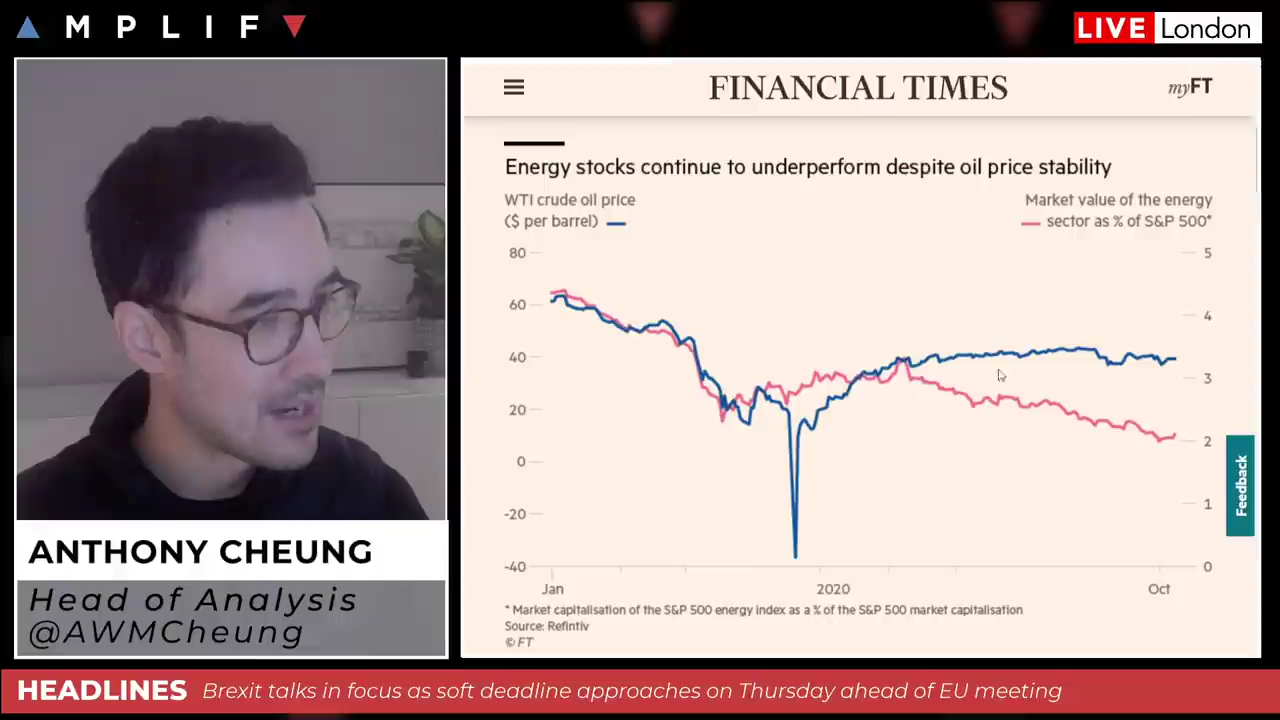 AMPLIFY
LIVE London
FINANCIAL TIMES
myFT
Energy stocks continue to underperform despite oil price stability
WTI crude oil price
($ per barrel)
Market value of the energy
sector as % of S&P 500*
80
60
40
20
0
-20
-40
5
4
3
2
1
0
Jan
2020
Oct
* Market capitalisation of the S&P 500 energy index as a % of the S&P 500 market capitalisation
Source: Refintiv
© FT
Feedback
ANTHONY CHEUNG
Head of Analysis
@AWMCheung
HEADLINES Brexit talks in focus as soft deadline approaches on Thursday ahead of EU meeting